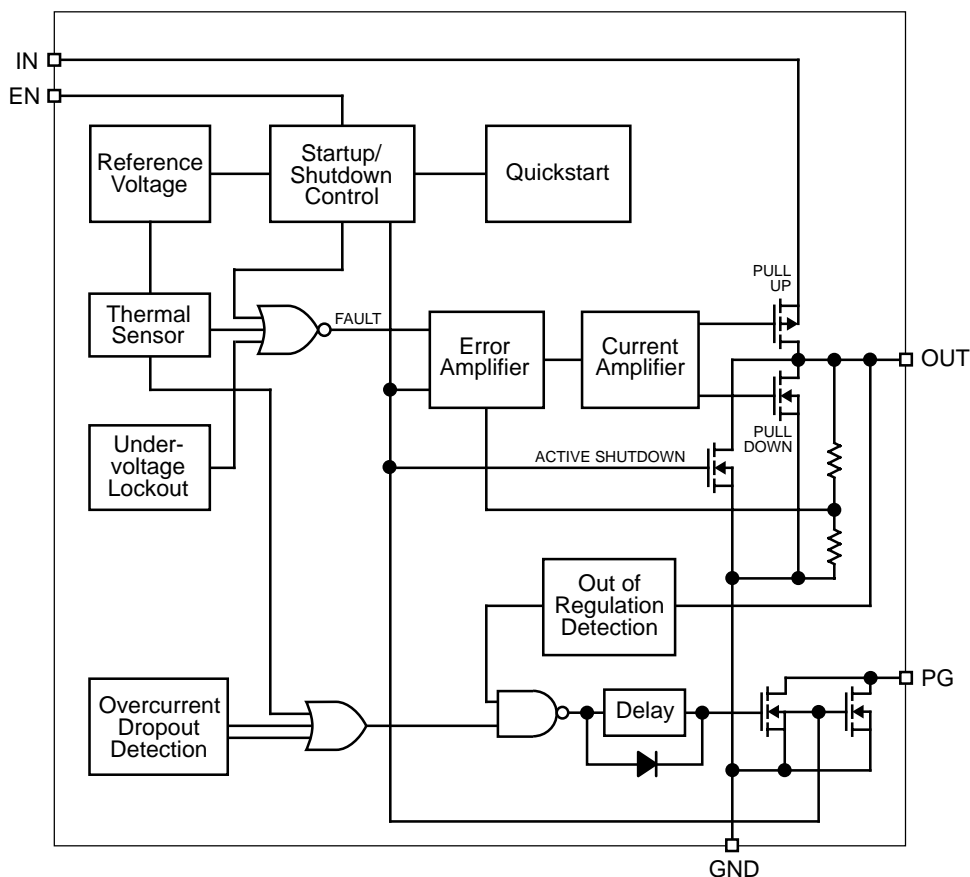 IN
EN
Reference
Voltage
Startup/
Shutdown
Control
Quickstart
PULL
UP
Thermal
Sensor
FAULT
Error
Amplifier
Current
Amplifier
OUT
PULL
DOWN
Under-
voltage
Lockout
ACTIVE SHUTDOWN
Out of
Regulation
Detection
PG
Overcurrent
Dropout
Detection
Delay
GND